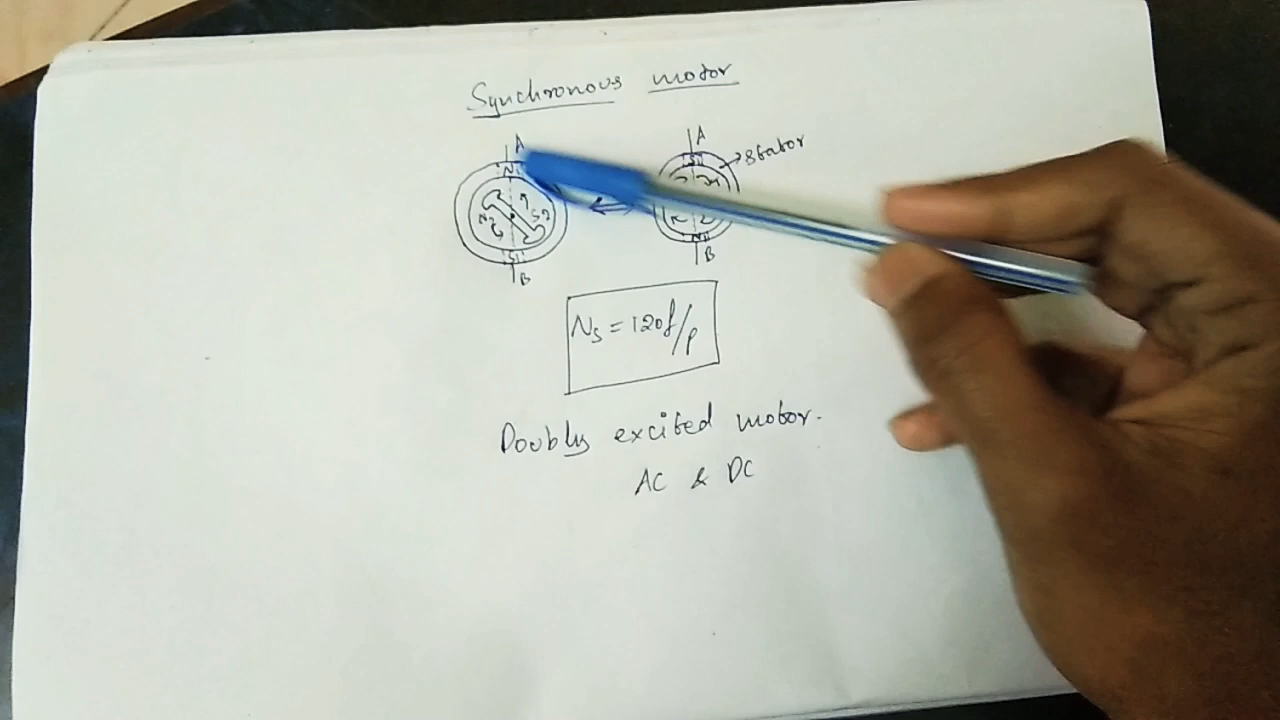 Synchronous motor
A A
N S stator
N S
S N
B B
Ns = 120f/p
Doubly excited motor.
AC & DC